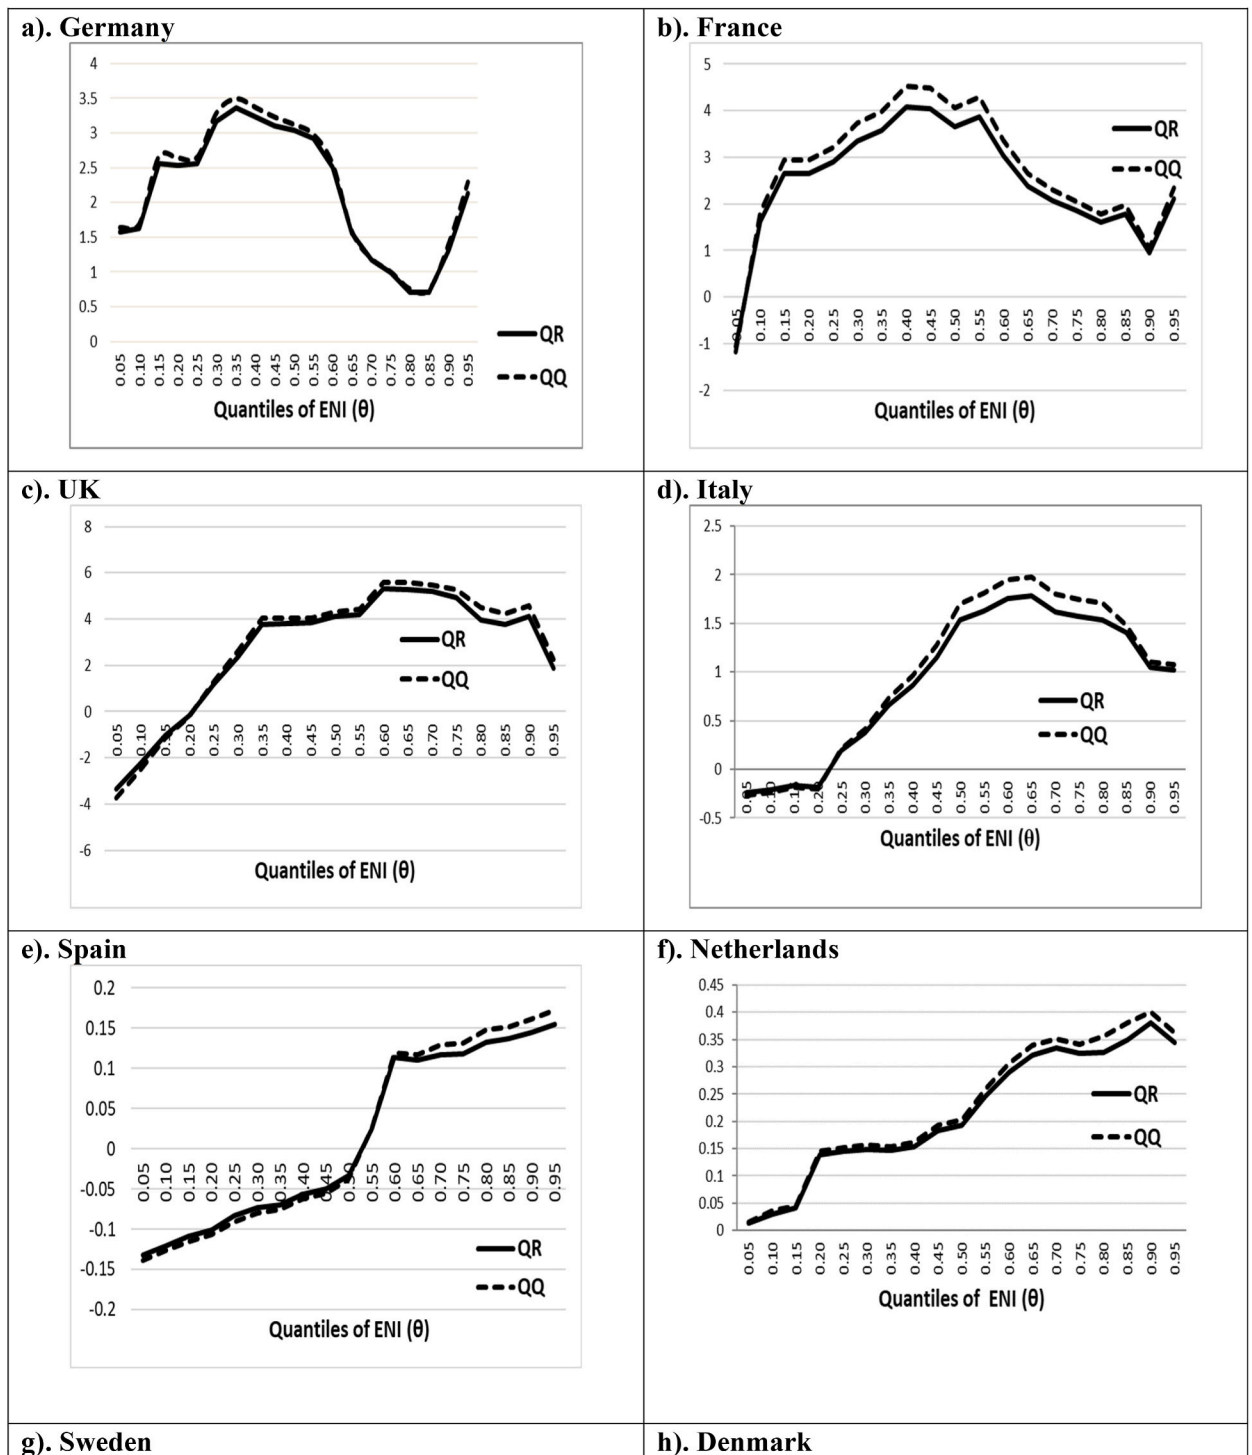 a). Germany
4
3.5
3
2.5
2
1.5
1
0.5
0
0.05 0.10 0.15 0.20 0.25 0.30 0.35 0.40 0.45 0.50 0.55 0.60 0.65 0.70 0.75 0.80 0.85 0.90 0.95
QR
QQ
Quantiles of ENI (θ)
b). France
5
4
3
2
1
0
-1
-2
0.05 0.10 0.15 0.20 0.25 0.30 0.35 0.40 0.45 0.50 0.55 0.60 0.65 0.70 0.75 0.80 0.85 0.90 0.95
QR
QQ
Quantiles of ENI (θ)
c). UK
8
6
4
2
0
-2
-4
-6
0.05 0.10 0.15 0.20 0.25 0.30 0.35 0.40 0.45 0.50 0.55 0.60 0.65 0.70 0.75 0.80 0.85 0.90 0.95
QR
QQ
Quantiles of ENI (θ)
d). Italy
2.5
2
1.5
1
0.5
0
-0.5
0.05 0.10 0.15 0.20 0.25 0.30 0.35 0.40 0.45 0.50 0.55 0.60 0.65 0.70 0.75 0.80 0.85 0.90 0.95
QR
QQ
Quantiles of ENI (θ)
e). Spain
0.2
0.15
0.1
0.05
0
-0.05
-0.1
-0.15
-0.2
0.05 0.10 0.15 0.20 0.25 0.30 0.35 0.40 0.45 0.50 0.55 0.60 0.65 0.70 0.75 0.80 0.85 0.90 0.95
QR
QQ
Quantiles of ENI (θ)
f). Netherlands
0.45
0.4
0.35
0.3
0.25
0.2
0.15
0.1
0.05
0
0.05 0.10 0.15 0.20 0.25 0.30 0.35 0.40 0.45 0.50 0.55 0.60 0.65 0.70 0.75 0.80 0.85 0.90 0.95
QR
QQ
Quantiles of ENI (θ)
g). Sweden
h). Denmark